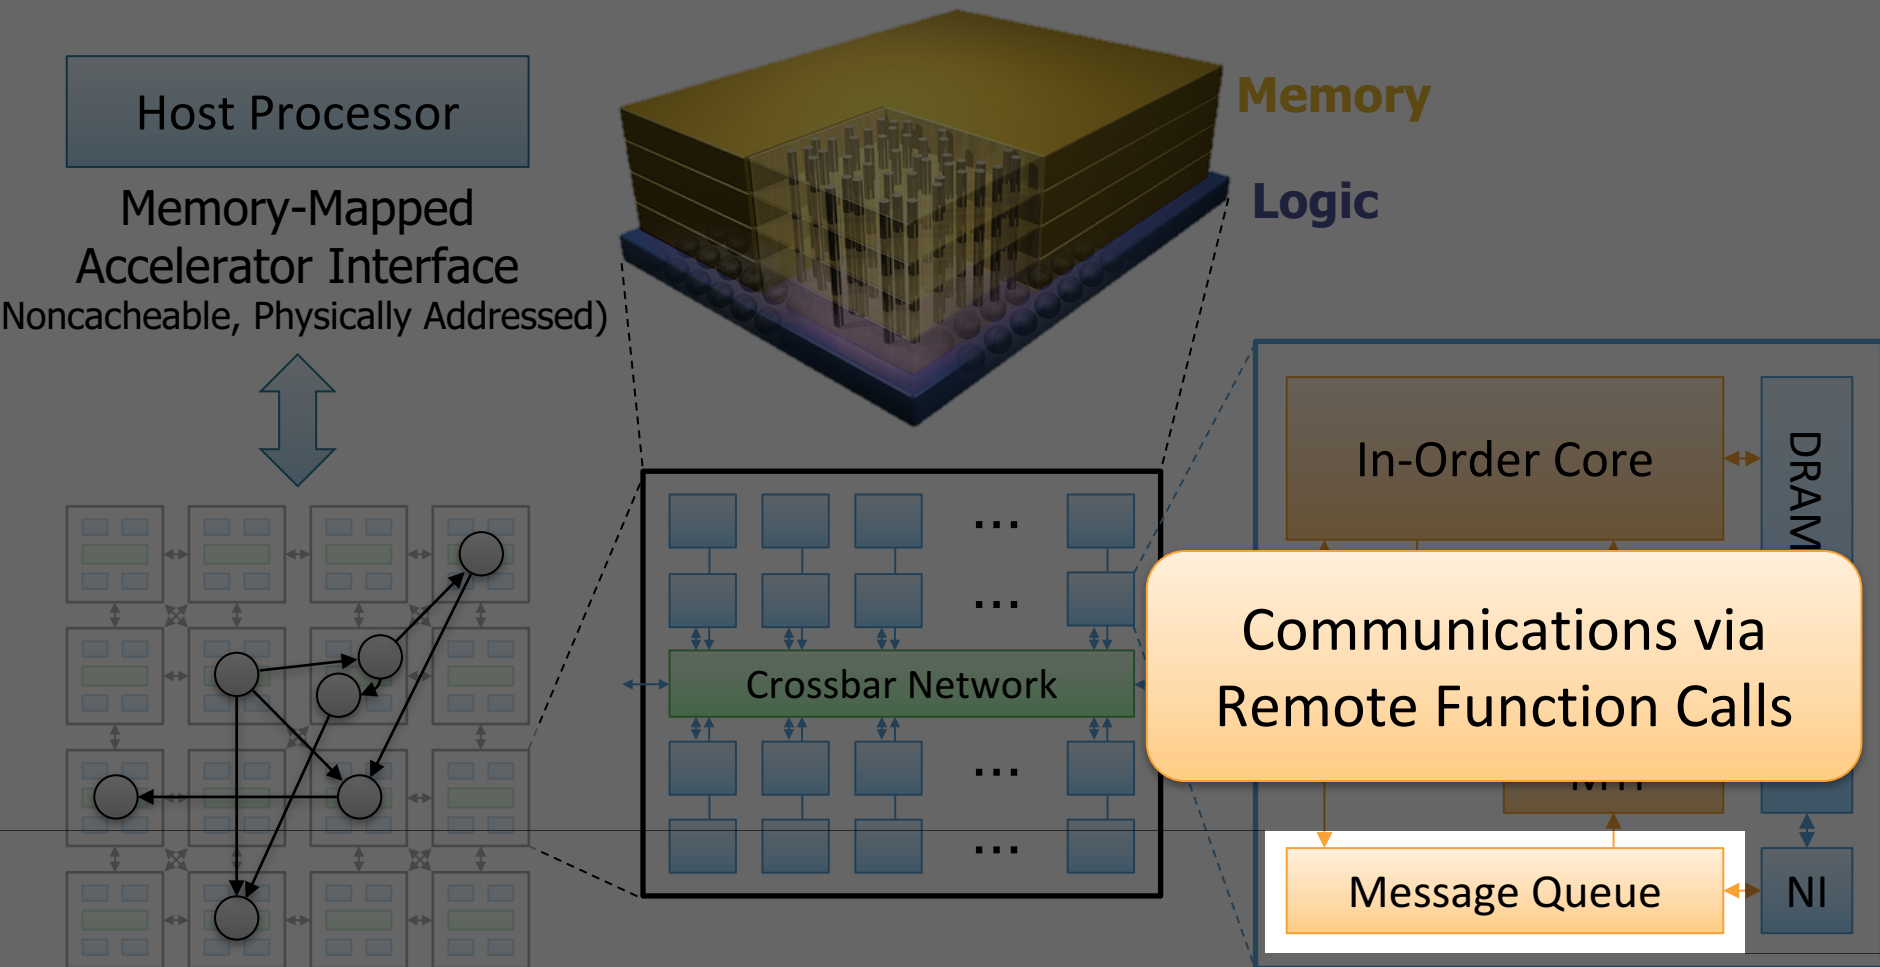 Host Processor
Memory-Mapped
Accelerator Interface
Noncacheable, Physically Addressed)
Memory
Logic
...
...
Crossbar Network
...
...
In-Order Core
DRAM
Communications via
Remote Function Calls
Message Queue
NI